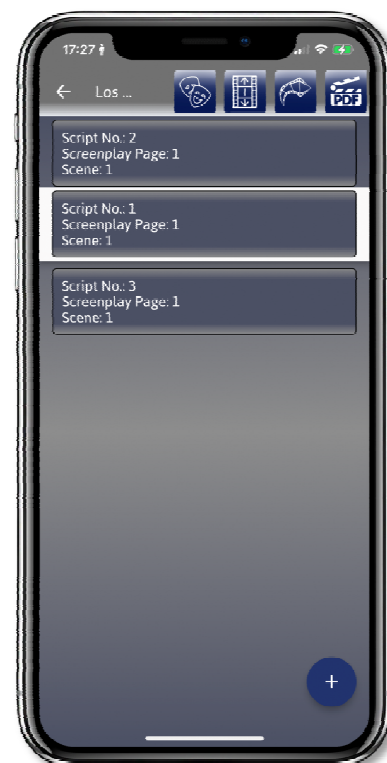 17:27
Los ...
PDF
Script No.: 2
Screenplay Page: 1
Scene: 1
Script No.: 1
Screenplay Page: 1
Scene: 1
Script No.: 3
Screenplay Page: 1
Scene: 1
+